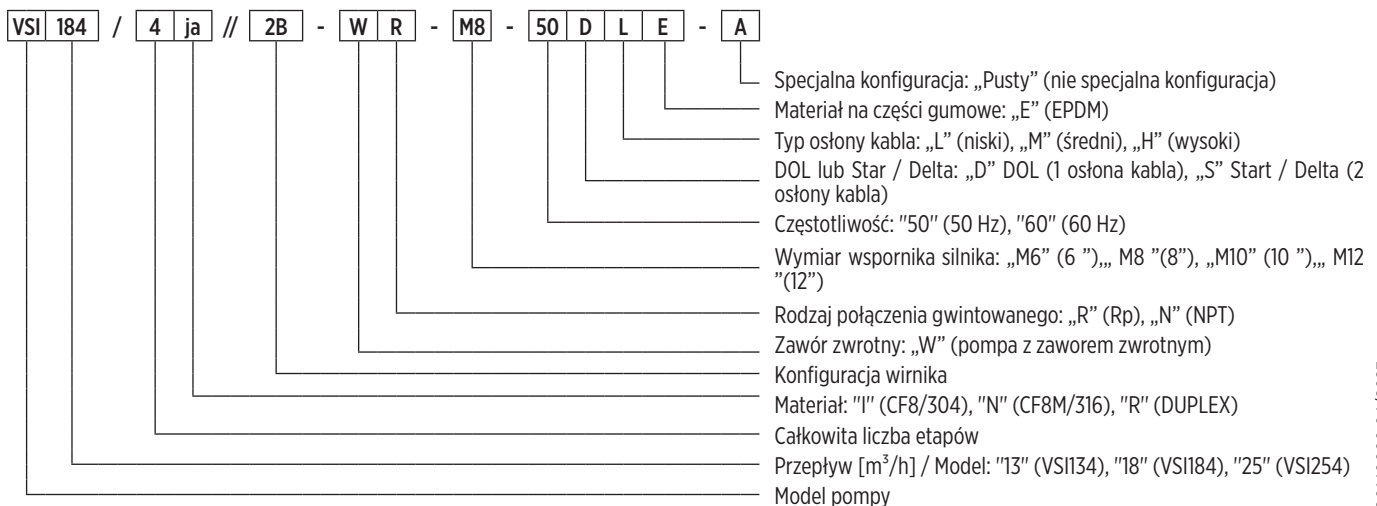 VSI 184 / 4 ja // 2B - W R - M8 - 50 D L E - A
Specjalna konfiguracja: „Pusty” (nie specjalna konfiguracja)
Materiał na części gumowe: „E” (EPDM)
Typ osłony kabla: „L” (niski), „M” (średni), „H” (wysoki)
DOL lub Star / Delta: „D” DOL (1 osłona kabla), „S” Start / Delta (2
osłony kabla)
Częstotliwość: "50" (50 Hz), "60" (60 Hz)
Wymiar wspornika silnika: „M6” (6 ”),„, M8 ”(8”), „M10” (10 ”),„, M12
”(12”)
Rodzaj połączenia gwintowanego: „R” (Rp), „N” (NPT)
Zawór zwrotny: „W” (pompa z zaworem zwrotnym)
Konfiguracja wirnika
Materiał: "I" (CF8/304), "N" (CF8M/316), "R" (DUPLEX)
Całkowita liczba etapów
Przepływ [m³/h] / Model: "13" (VSI134), "18" (VSI184), "25" (VSI254)
Model pompy